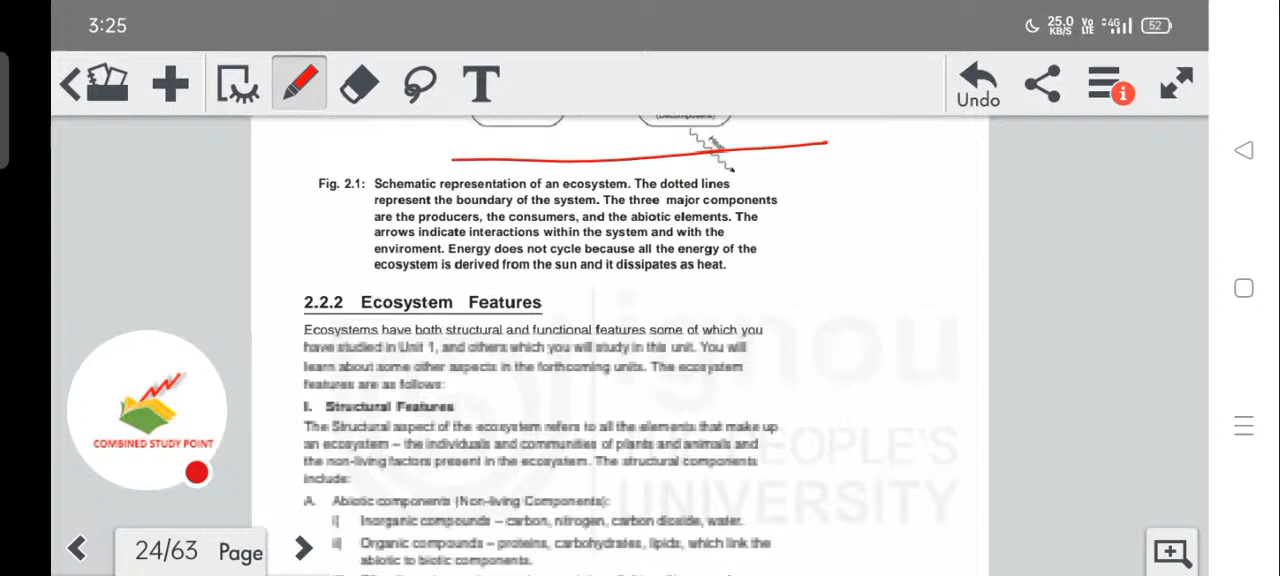 3:25
25.0 KB/S Vo LTE 4G 52
Undo
(Decomposers)
Heat
Fig. 2.1: Schematic representation of an ecosystem. The dotted lines
represent the boundary of the system. The three major components
are the producers, the consumers, and the abiotic elements. The
arrows indicate interactions within the system and with the
enviroment. Energy does not cycle because all the energy of the
ecosystem is derived from the sun and it dissipates as heat.
2.2.2 Ecosystem Features
Ecosystems have both structural and functional features some of which you
have studied in Unit 1, and others which you will study in this unit. You will
learn about some other aspects in the forthcoming units. The ecosystem
features are as follows:
I. Structural Features
The Structural aspect of the ecosystem refers to all the elements that make up
an ecosystem – the individuals and communities of plants and animals and
the non-living factors present in the ecosystem. The structural components
include:
A. Abiotic components (Non-living Components):
i) Inorganic compounds – carbon, nitrogen, carbon dioxide, water.
ii) Organic compounds – proteins, carbohydrates, lipids, which link the
abiotic to biotic components.
ignou
PEOPLE'S
UNIVERSITY
COMBINED STUDY POINT
24/63 Page